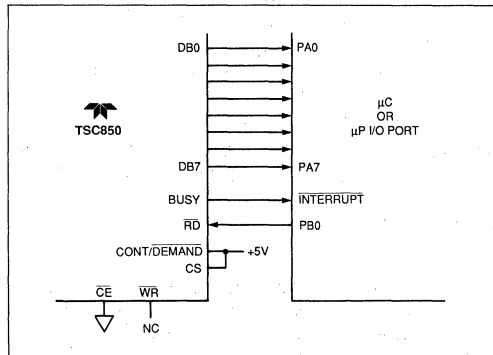 DB0 PA0
TSC850
µC
OR
µP I/O PORT
DB7 PA7
BUSY INTERRUPT
RD PB0
CONT/DEMAND +5V
CS
CE WR
NC